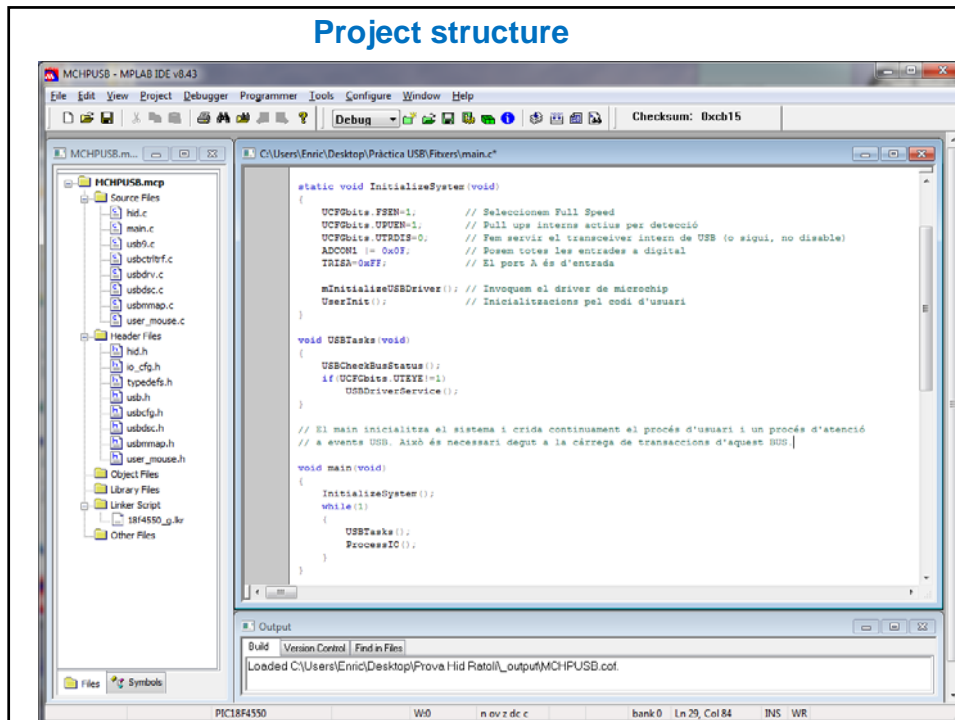 Project structure
MCHPUSB - MPLAB IDE v8.43
File Edit View Project Debugger Programmer Tools Configure Window Help
Debug
Checksum: 0xcb15
MCHPUSB.m...
MCHPUSB.mcp
Source Files
hid.c
main.c
usb9.c
usbctrltrf.c
usbdrv.c
usbdsc.c
usbmmap.c
user_mouse.c
Header Files
hid.h
io_cfg.h
typedefs.h
usb.h
usbcfg.h
usbdsc.h
usbmmap.h
user_mouse.h
Object Files
Library Files
Linker Script
18f4550_g.lkr
Other Files
Files Symbols
C:\Users\Enric\Desktop\Pràctica USB\Fitxers\main.c*
static void InitializeSystem(void)
{
UCFGbits.FSEN=1; // Seleccionem Full Speed
UCFGbits.UPUEN=1; // Pull ups interns actius per detecció
UCFGbits.UTRDIS=0; // Fem servir el transceiver intern de USB (o sigui, no disable)
ADCON1 |= 0x0F; // Posem totes les entrades a digital
TRISA=0xFF; // El port A és d'entrada
mInitializeUSBDriver(); // Invoquem el driver de microchip
UserInit(); // Inicialitzacions pel codi d'usuari
}
void USBTasks(void)
{
USBCheckBusStatus();
if(UCFGbits.UTEYE!=1)
USBDriverService();
}
// El main inicialitza el sistema i crida continuament el procés d'usuari i un procés d'atenció
// a events USB. Això és necessari degut a la càrrega de transaccions d'aquest BUS.
void main(void)
{
InitializeSystem();
while(1)
{
USBTasks();
ProcessIO();
}
}
Output
Build Version Control Find in Files
Loaded C:\Users\Enric\Desktop\Prova Hid Ratolí\_output\MCHPUSB.cof.
PIC18F4550 W:0 n ov z dc c bank 0 Ln 29, Col 84 INS WR